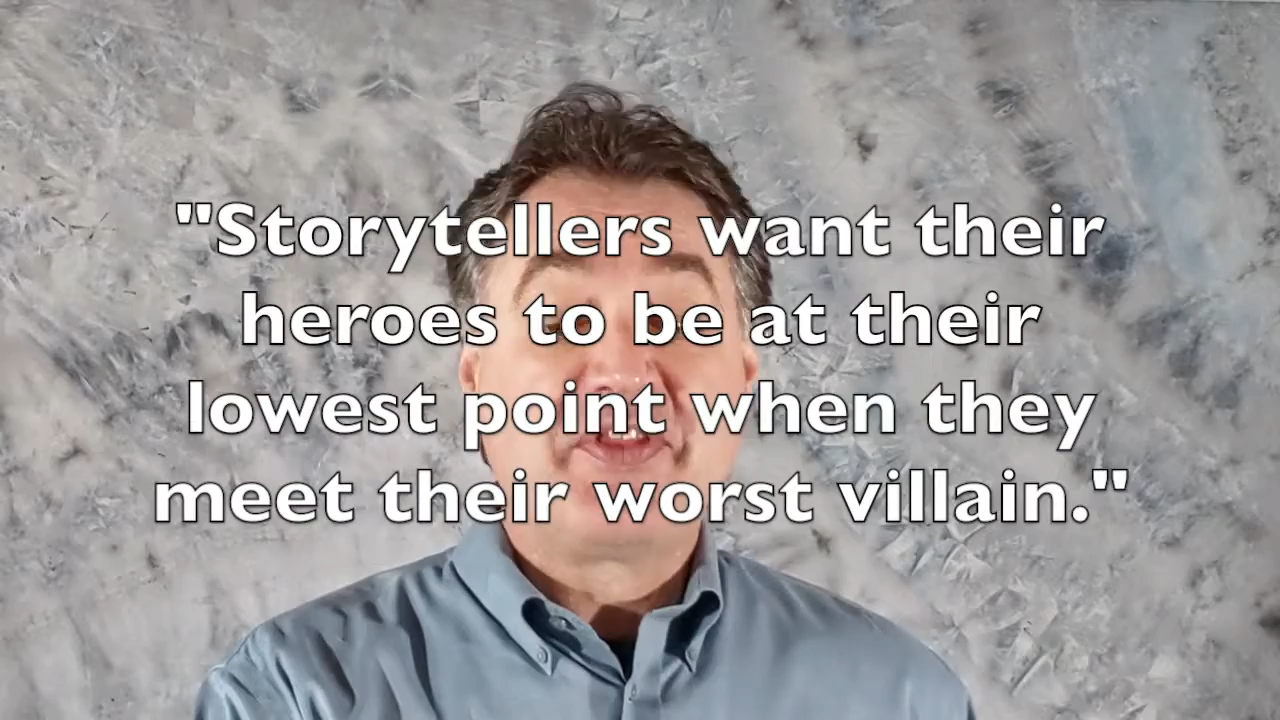 "Storytellers want their
heroes to be at their
lowest point when they
meet their worst villain."